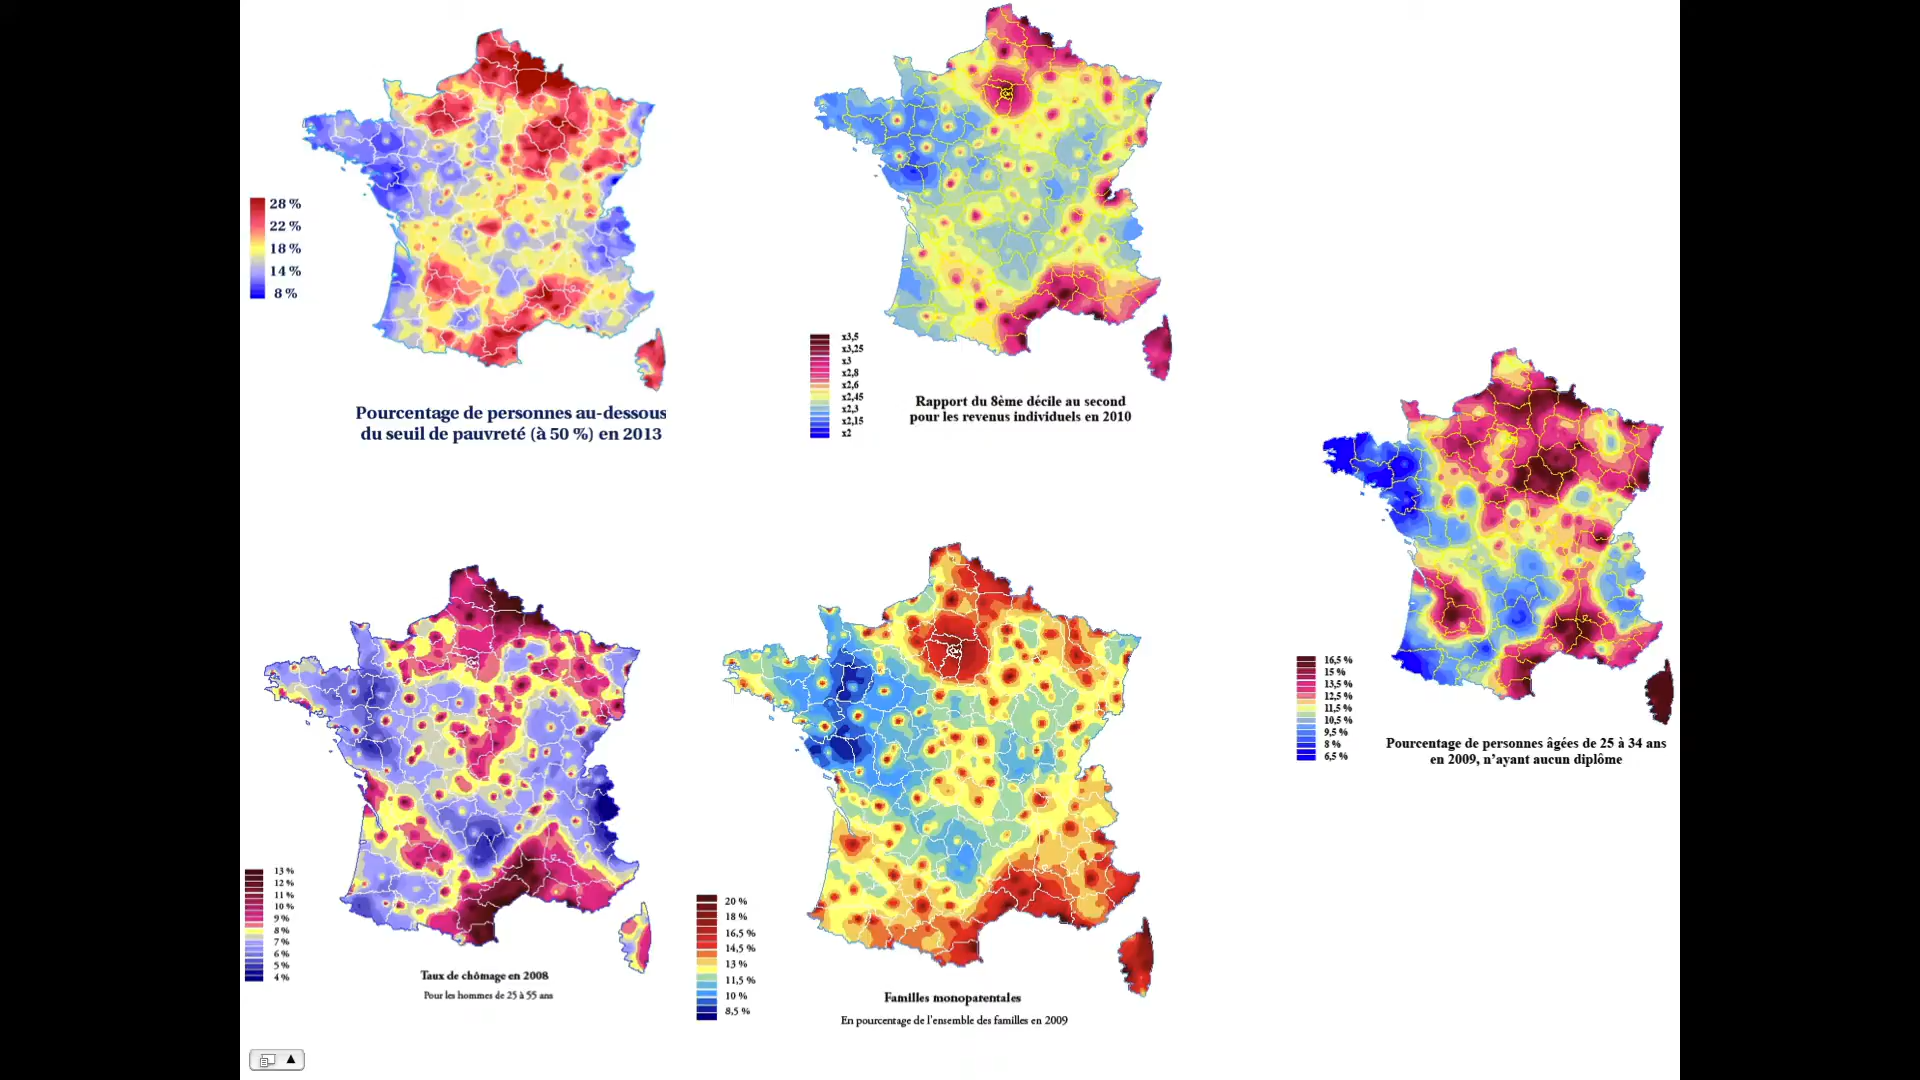 28 %
22 %
18 %
14 %
8 %
Pourcentage de personnes au-dessous
du seuil de pauvreté (à 50 %) en 2013
x3,5
x3,25
x3
x2,8
x2,6
x2,45
x2,3
x2,15
x2
Rapport du 8ème décile au second
pour les revenus individuels en 2010
16,5 %
15 %
13,5 %
12,5 %
11,5 %
10,5 %
9,5 %
8 %
6,5 %
Pourcentage de personnes âgées de 25 à 34 ans
en 2009, n'ayant aucun diplôme
13 %
12 %
11 %
10 %
9 %
8 %
7 %
6 %
5 %
4 %
Taux de chômage en 2008
Pour les hommes de 25 à 55 ans
20 %
18 %
16,5 %
14,5 %
13 %
11,5 %
10 %
8,5 %
Familles monoparentales
En pourcentage de l'ensemble des familles en 2009